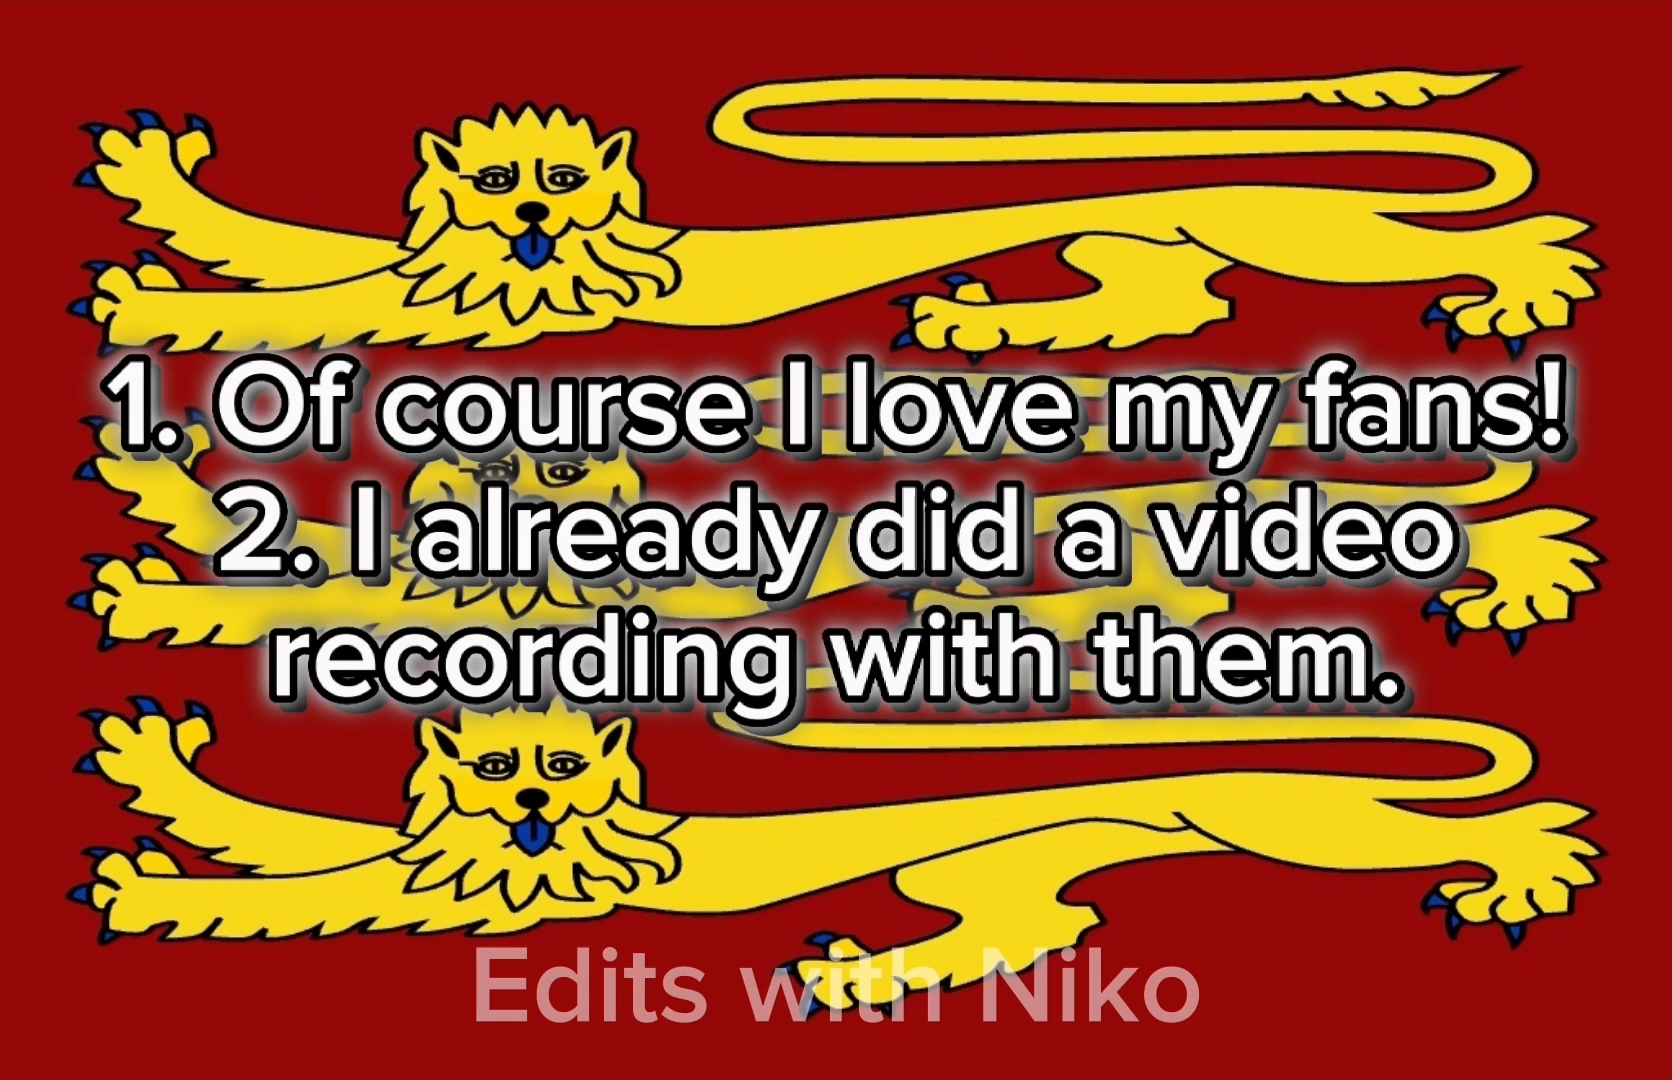 1. Of course I love my fans!
2. I already did a video
recording with them.
Edits with Niko